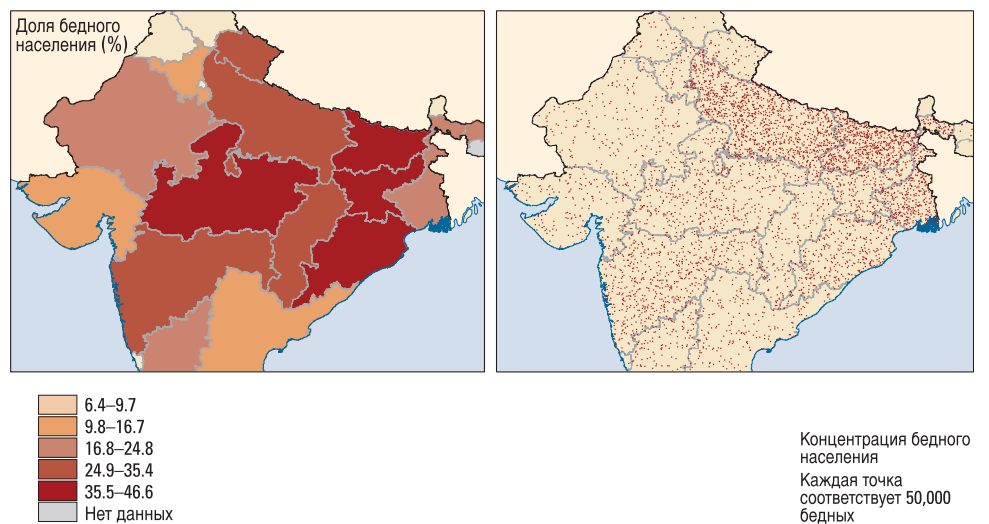 Доля бедного
населения (%)
6.4–9.7
9.8–16.7
16.8–24.8
24.9–35.4
35.5–46.6
Нет данных
Концентрация бедного
населения
Каждая точка
соответствует 50,000
бедных